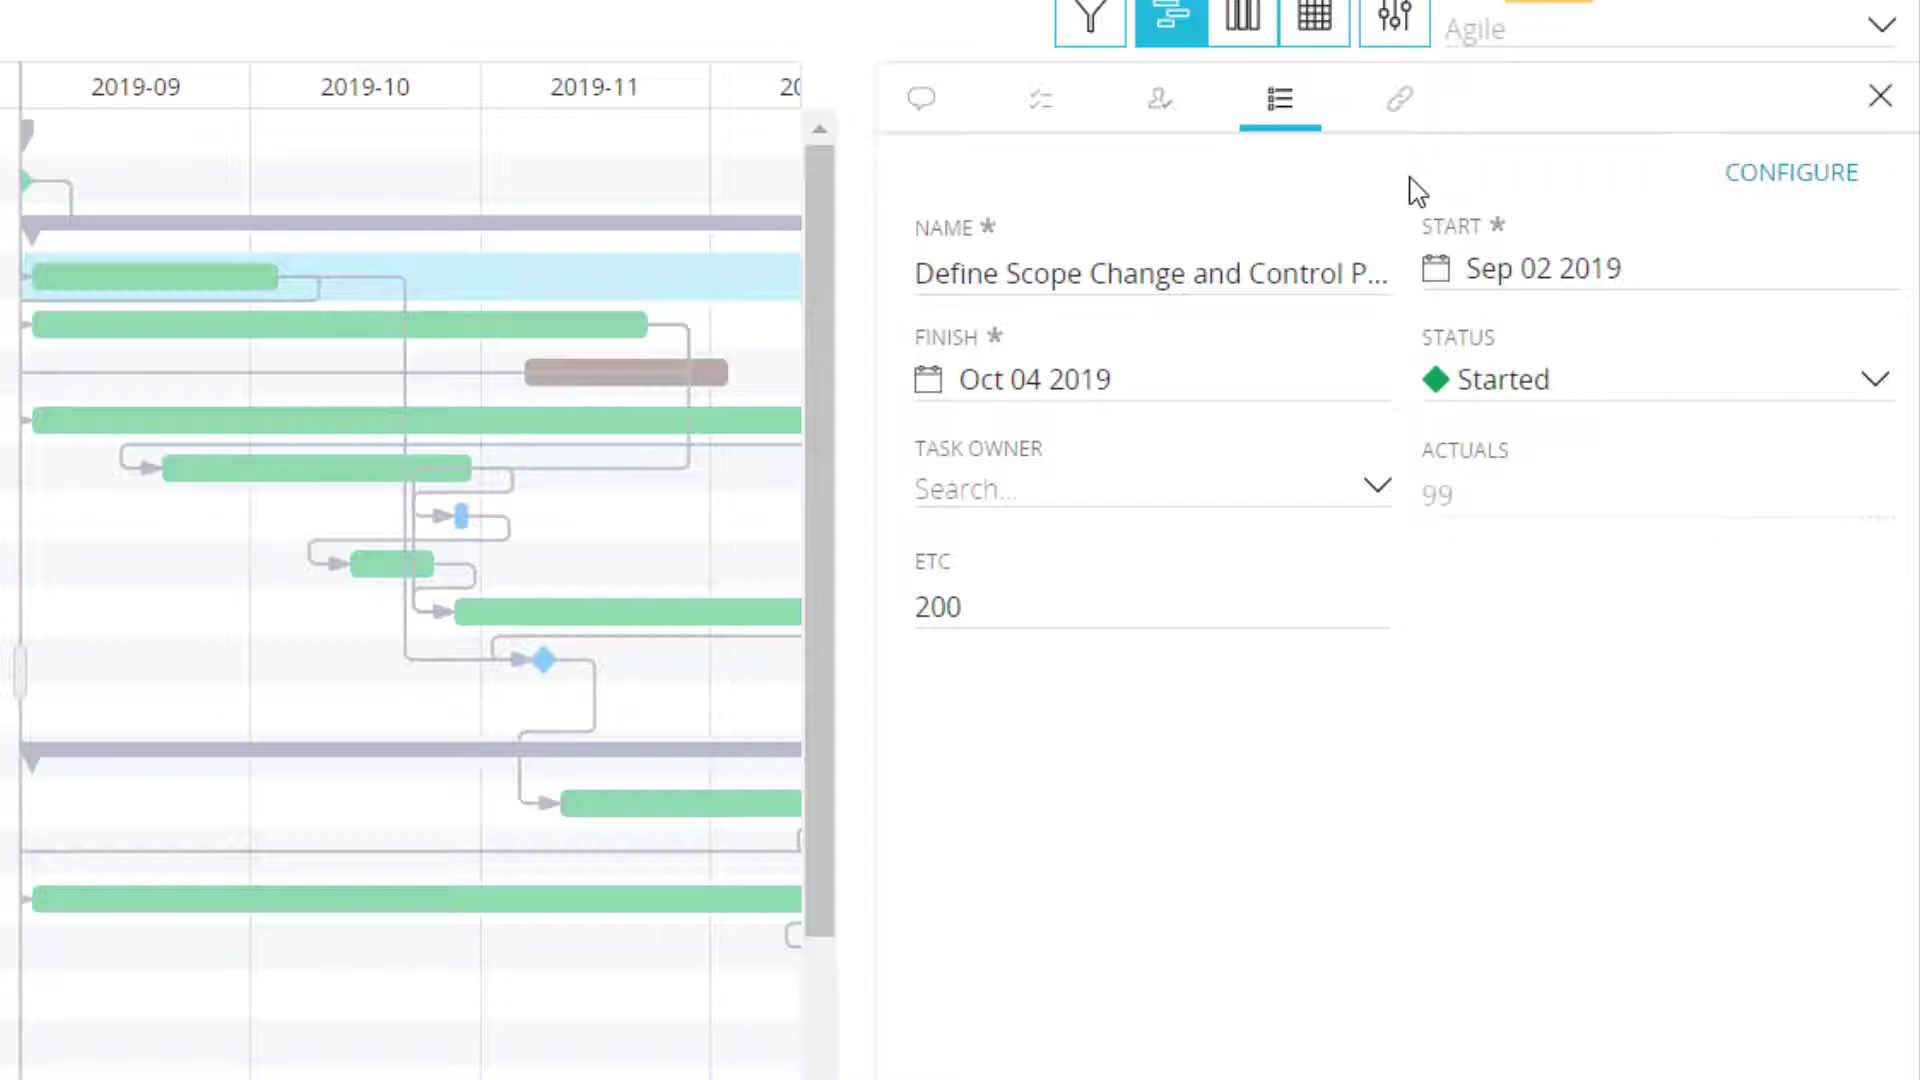 Agile
2019-09 2019-10 2019-11 20
CONFIGURE
NAME * START *
Define Scope Change and Control P... Sep 02 2019
FINISH * STATUS
Oct 04 2019 Started
TASK OWNER ACTUALS
Search... 99
ETC
200